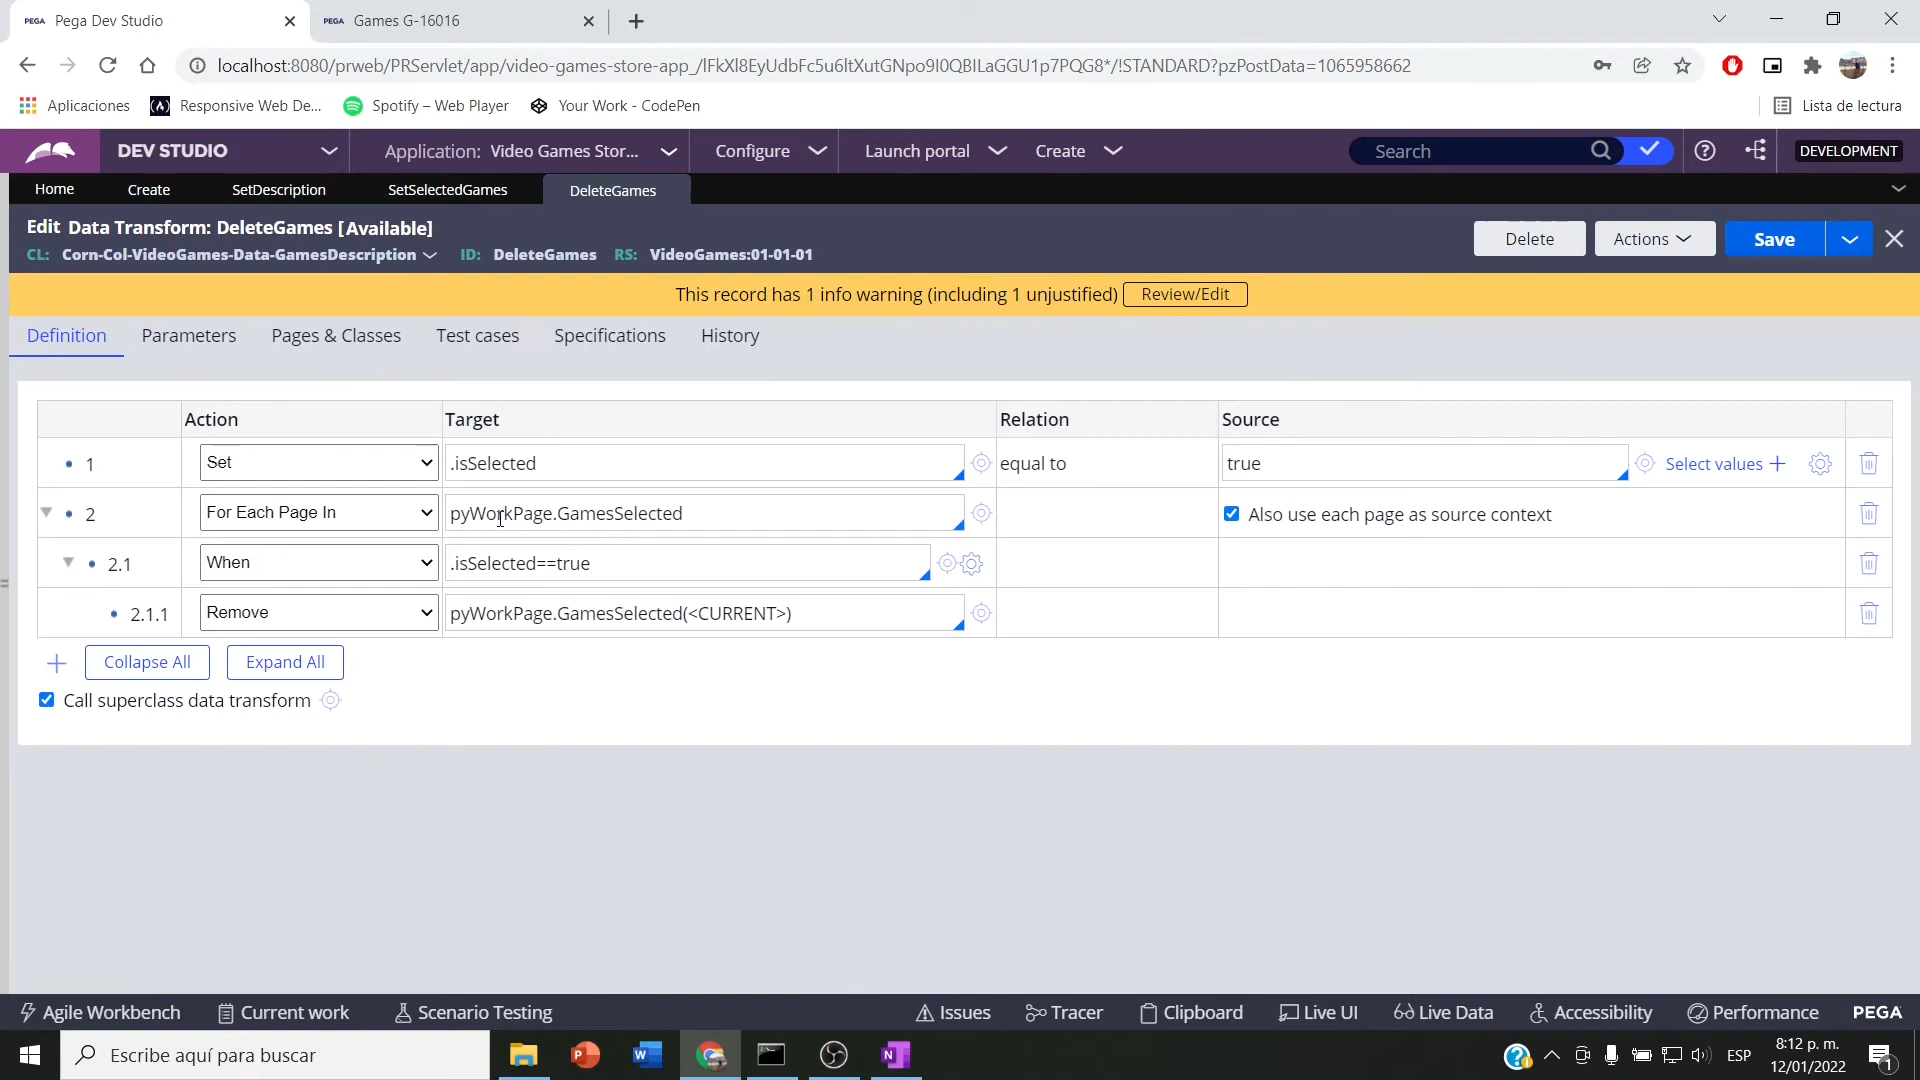 PEGA Pega Dev Studio
PEGA Games G-16016
localhost:8080/prweb/PRServlet/app/video-games-store-app_/lFkXl8EyUdbFc5u6ltXutGNpo9I0QBILaGGU1p7PQG8*/!STANDARD?pzPostData=1065958662
Aplicaciones
Responsive Web De...
Spotify – Web Player
Your Work - CodePen
Lista de lectura
DEV STUDIO
Application: Video Games Stor...
Configure
Launch portal
Create
Search
DEVELOPMENT
Home
Create
SetDescription
SetSelectedGames
DeleteGames
Edit Data Transform: DeleteGames [Available]
CL: Corn-Col-VideoGames-Data-GamesDescription ID: DeleteGames RS: VideoGames:01-01-01
Delete
Actions
Save
This record has 1 info warning (including 1 unjustified) Review/Edit
Definition
Parameters
Pages & Classes
Test cases
Specifications
History
Action Target Relation Source
1 Set .isSelected equal to true Select values
2 For Each Page In pyWorkPage.GamesSelected Also use each page as source context
2.1 When .isSelected==true
2.1.1 Remove pyWorkPage.GamesSelected(<CURRENT>)
Collapse All
Expand All
Call superclass data transform
Agile Workbench
Current work
Scenario Testing
Issues
Tracer
Clipboard
Live UI
Live Data
Accessibility
Performance
PEGA
Escribe aquí para buscar
ESP
8:12 p. m.
12/01/2022
1